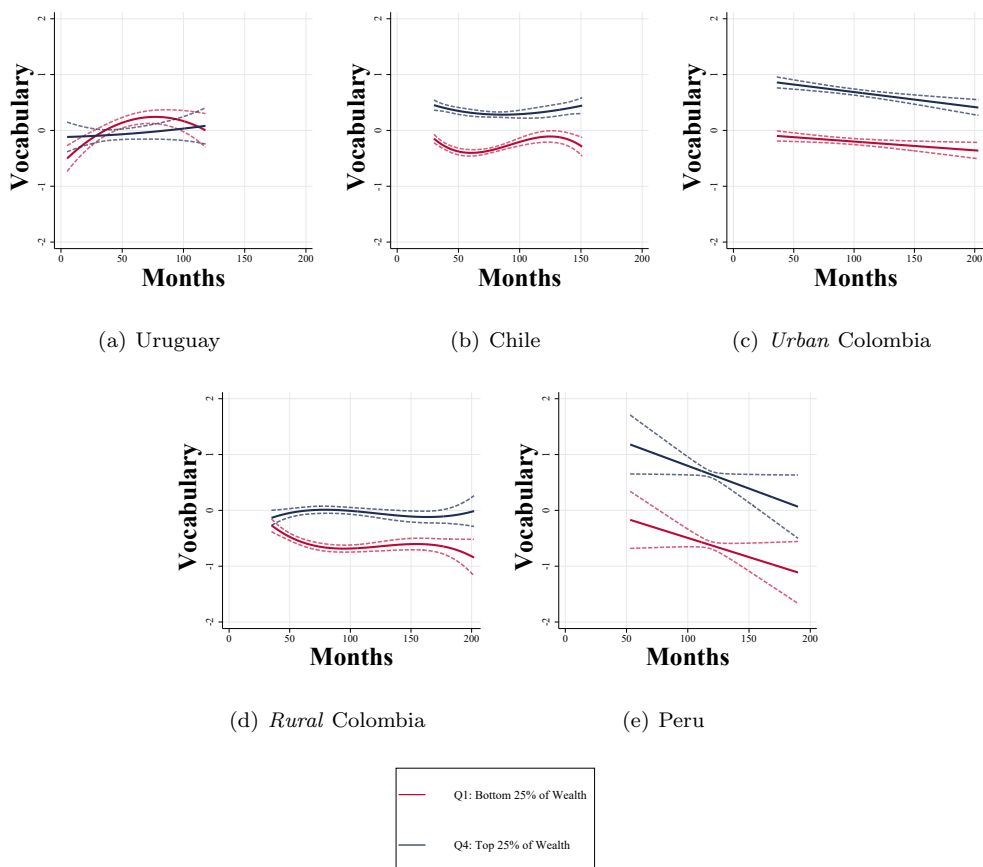 2
1
0
-1
-2
Vocabulary
0
50
100
150
200
Months
(a) Uruguay
2
1
0
-1
-2
Vocabulary
0
50
100
150
200
Months
(b) Chile
2
1
0
-1
-2
Vocabulary
0
50
100
150
200
Months
(c) Urban Colombia
2
1
0
-1
-2
Vocabulary
0
50
100
150
200
Months
(d) Rural Colombia
2
1
0
-1
-2
Vocabulary
0
50
100
150
200
Months
(e) Peru
Q1: Bottom 25% of Wealth
Q4: Top 25% of Wealth